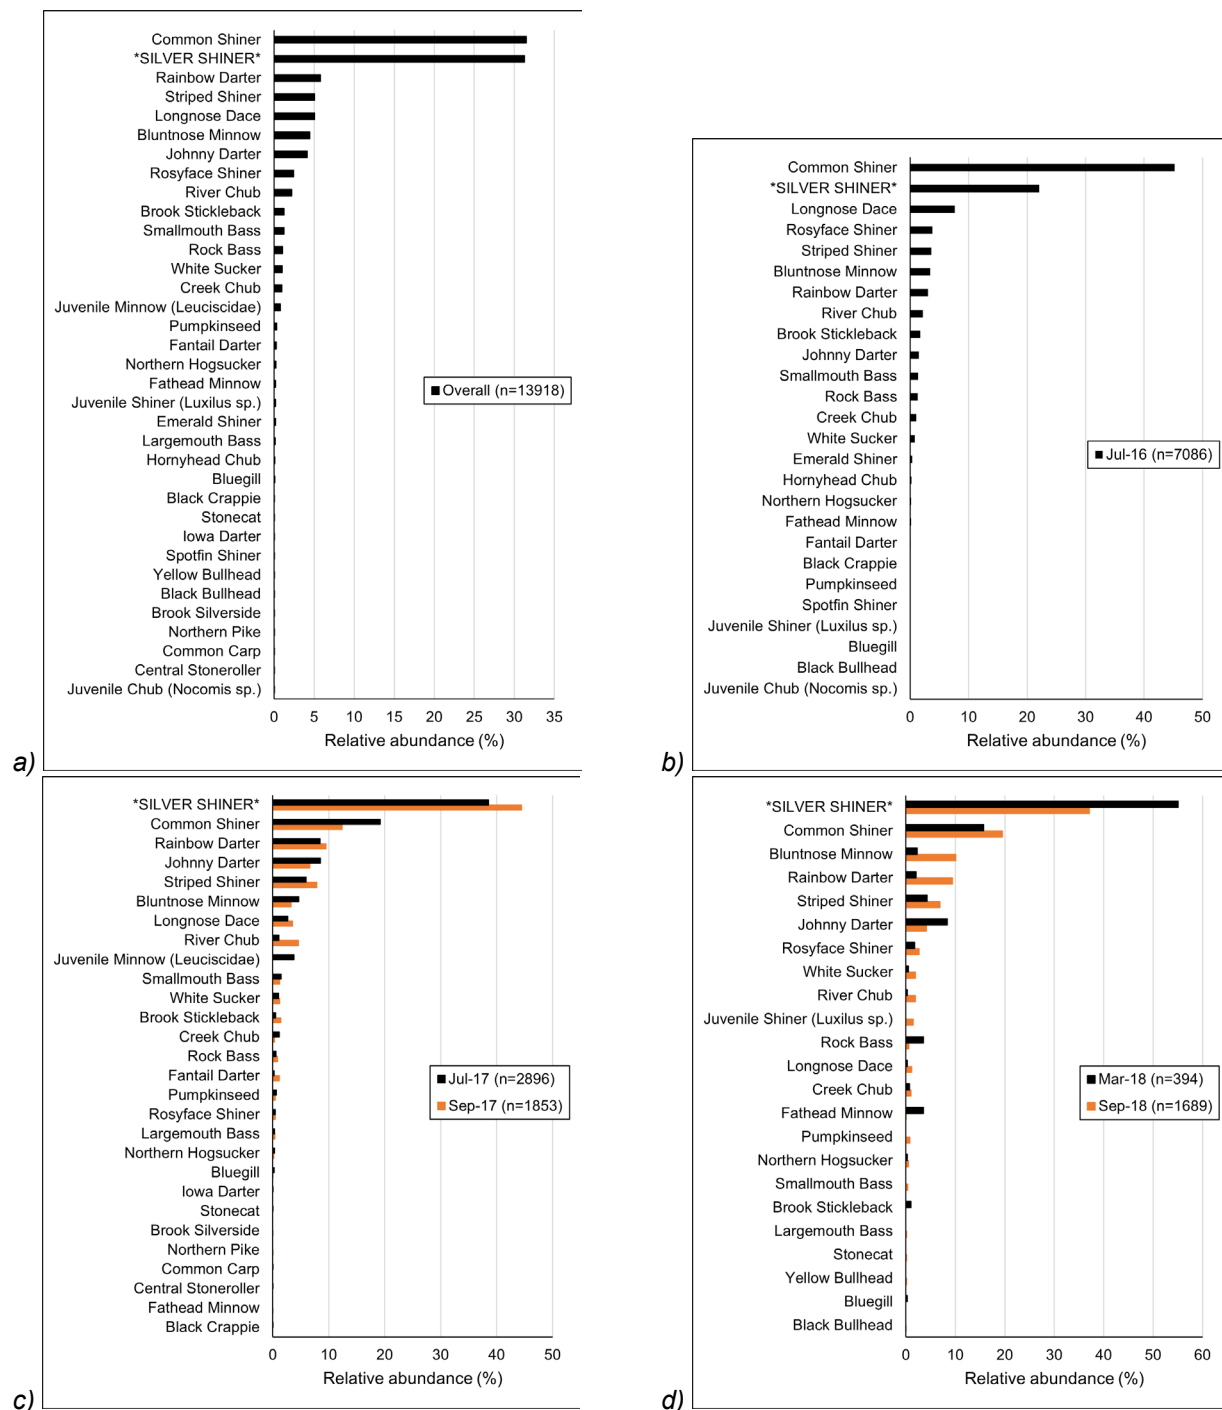 Common Shiner
*SILVER SHINER*
Rainbow Darter
Striped Shiner
Longnose Dace
Bluntnose Minnow
Johnny Darter
Rosyface Shiner
River Chub
Brook Stickleback
Smallmouth Bass
Rock Bass
White Sucker
Creek Chub
Juvenile Minnow (Leuciscidae)
Pumpkinseed
Fantail Darter
Northern Hogsucker
Fathead Minnow
Juvenile Shiner (Luxilus sp.)
Emerald Shiner
Largemouth Bass
Hornyhead Chub
Bluegill
Black Crappie
Stonecat
Iowa Darter
Spotfin Shiner
Yellow Bullhead
Black Bullhead
Brook Silverside
Northern Pike
Common Carp
Central Stoneroller
Juvenile Chub (Nocomis sp.)
Overall (n=13918)
0 5 10 15 20 25 30 35
Relative abundance (%)
a)
Common Shiner
*SILVER SHINER*
Longnose Dace
Rosyface Shiner
Striped Shiner
Bluntnose Minnow
Rainbow Darter
River Chub
Brook Stickleback
Johnny Darter
Smallmouth Bass
Rock Bass
Creek Chub
White Sucker
Emerald Shiner
Hornyhead Chub
Northern Hogsucker
Fathead Minnow
Fantail Darter
Black Crappie
Pumpkinseed
Spotfin Shiner
Juvenile Shiner (Luxilus sp.)
Bluegill
Black Bullhead
Juvenile Chub (Nocomis sp.)
Jul-16 (n=7086)
0 10 20 30 40 50
Relative abundance (%)
b)
*SILVER SHINER*
Common Shiner
Rainbow Darter
Johnny Darter
Striped Shiner
Bluntnose Minnow
Longnose Dace
River Chub
Juvenile Minnow (Leuciscidae)
Smallmouth Bass
White Sucker
Brook Stickleback
Creek Chub
Rock Bass
Fantail Darter
Pumpkinseed
Rosyface Shiner
Largemouth Bass
Northern Hogsucker
Bluegill
Iowa Darter
Stonecat
Brook Silverside
Northern Pike
Common Carp
Central Stoneroller
Fathead Minnow
Black Crappie
Jul-17 (n=2896)
Sep-17 (n=1853)
0 10 20 30 40 50
Relative abundance (%)
c)
*SILVER SHINER*
Common Shiner
Bluntnose Minnow
Rainbow Darter
Striped Shiner
Johnny Darter
Rosyface Shiner
White Sucker
River Chub
Juvenile Shiner (Luxilus sp.)
Rock Bass
Longnose Dace
Creek Chub
Fathead Minnow
Pumpkinseed
Northern Hogsucker
Smallmouth Bass
Brook Stickleback
Largemouth Bass
Stonecat
Yellow Bullhead
Bluegill
Black Bullhead
Mar-18 (n=394)
Sep-18 (n=1689)
0 10 20 30 40 50 60
Relative abundance (%)
d)